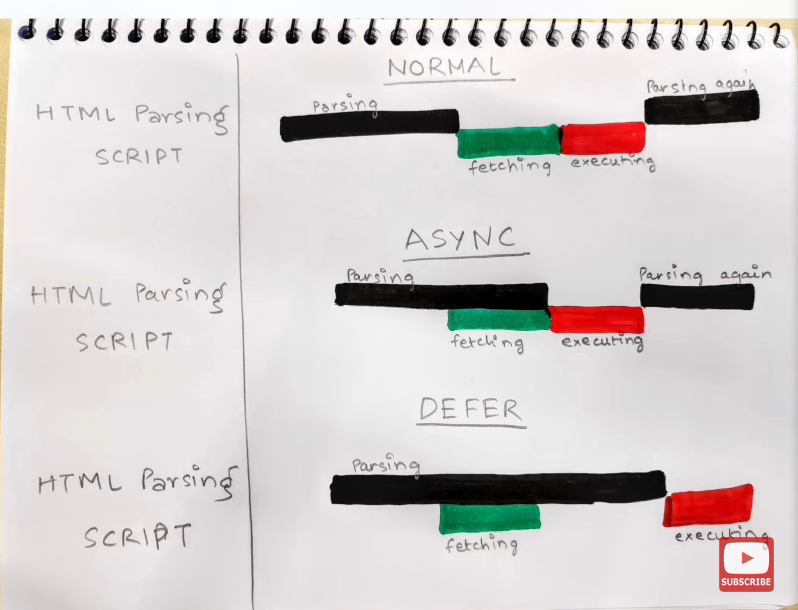 NORMAL
HTML Parsing
SCRIPT
Parsing
fetching
executing
Parsing again
ASYNC
HTML Parsing
SCRIPT
Parsing
fetching
executing
Parsing again
DEFER
HTML Parsing
SCRIPT
Parsing
fetching
executing
SUBSCRIBE